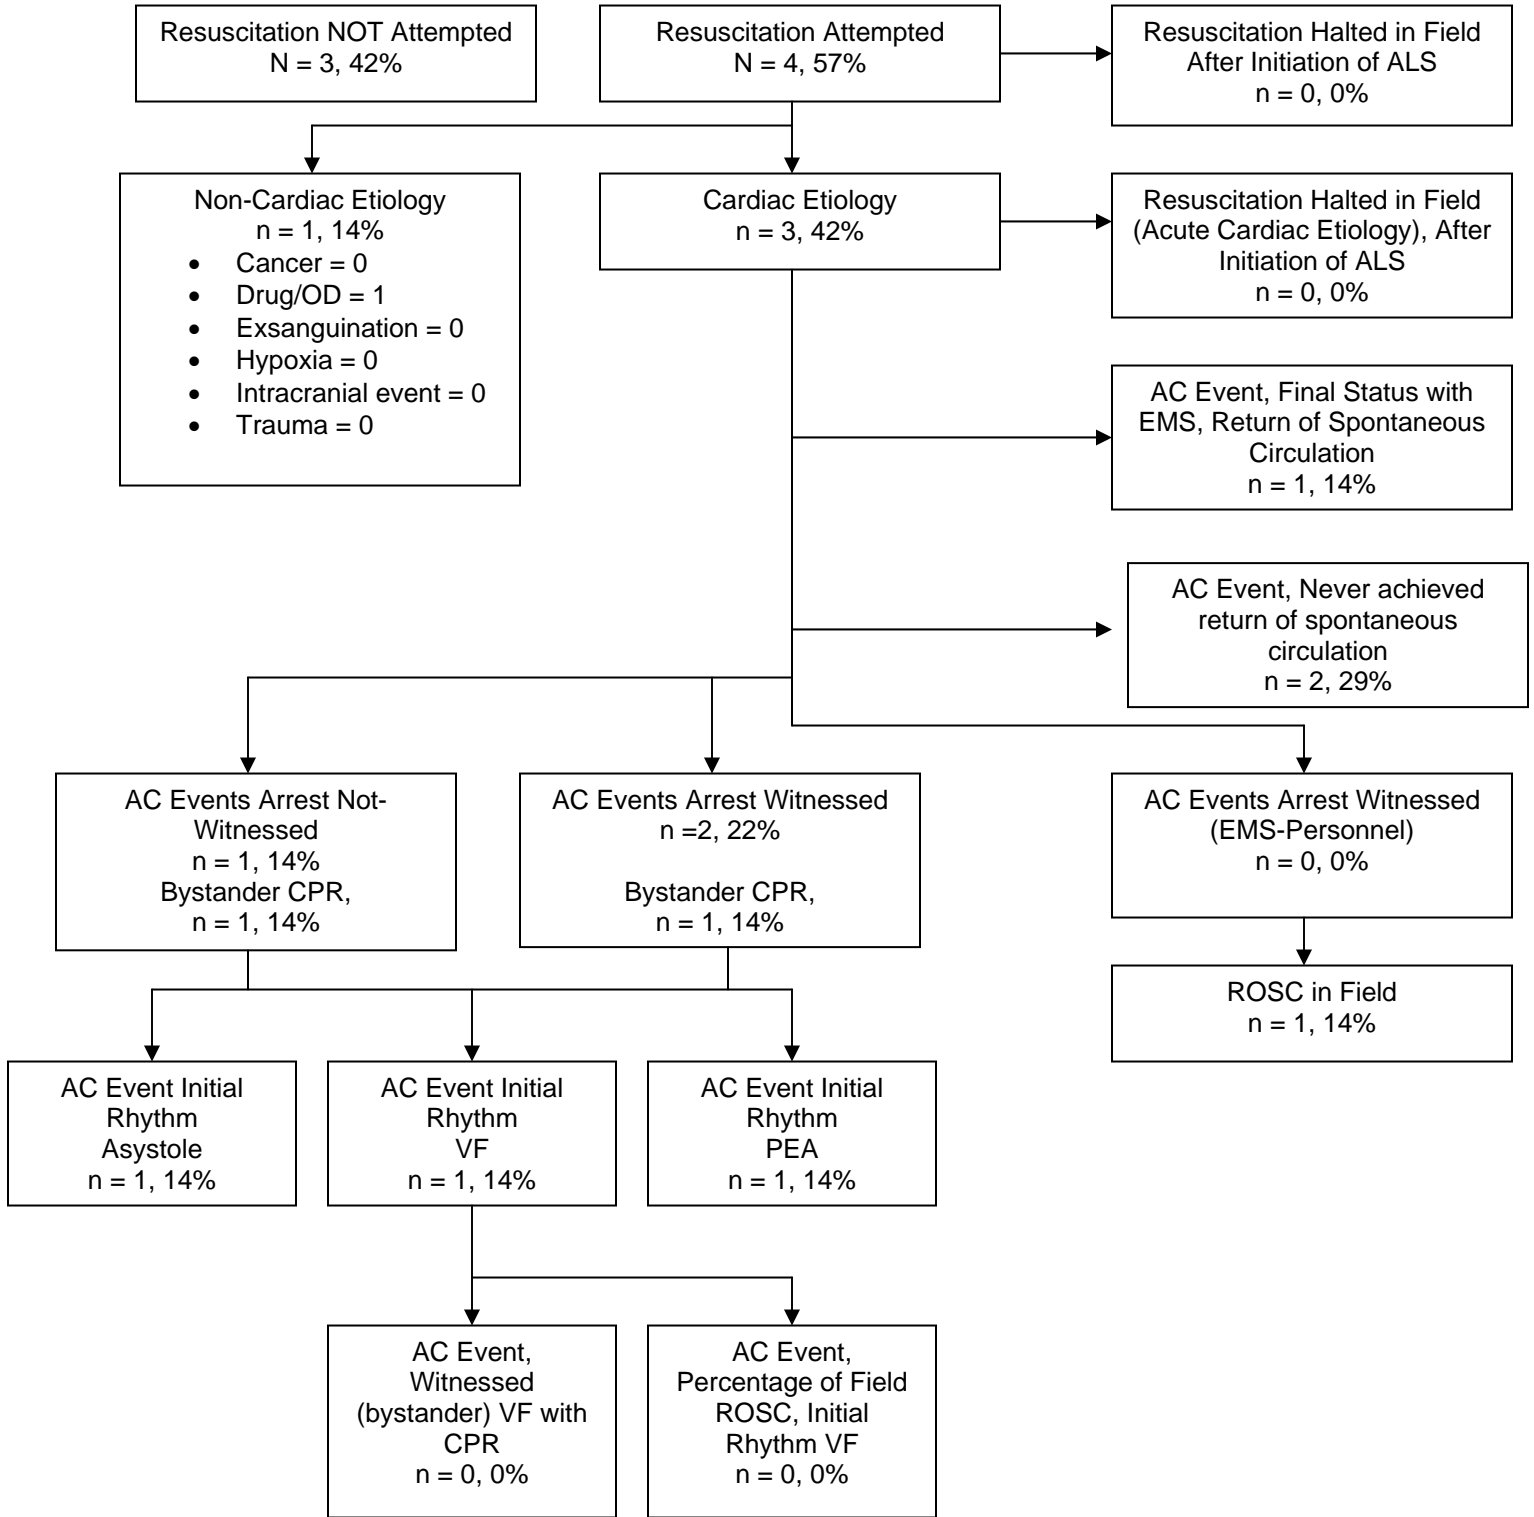 Resuscitation NOT Attempted
N = 3, 42%
Resuscitation Attempted
N = 4, 57%
Resuscitation Halted in Field
After Initiation of ALS
n = 0, 0%
Non-Cardiac Etiology
n = 1, 14%
• Cancer = 0
• Drug/OD = 1
• Exsanguination = 0
• Hypoxia = 0
• Intracranial event = 0
• Trauma = 0
Cardiac Etiology
n = 3, 42%
Resuscitation Halted in Field
(Acute Cardiac Etiology), After
Initiation of ALS
n = 0, 0%
AC Event, Final Status with
EMS, Return of Spontaneous
Circulation
n = 1, 14%
AC Event, Never achieved
return of spontaneous
circulation
n = 2, 29%
AC Events Arrest Not-
Witnessed
n = 1, 14%
Bystander CPR,
n = 1, 14%
AC Events Arrest Witnessed
n =2, 22%
Bystander CPR,
n = 1, 14%
AC Events Arrest Witnessed
(EMS-Personnel)
n = 0, 0%
ROSC in Field
n = 1, 14%
AC Event Initial
Rhythm
Asystole
n = 1, 14%
AC Event Initial
Rhythm
VF
n = 1, 14%
AC Event Initial
Rhythm
PEA
n = 1, 14%
AC Event,
Witnessed
(bystander) VF with
CPR
n = 0, 0%
AC Event,
Percentage of Field
ROSC, Initial
Rhythm VF
n = 0, 0%